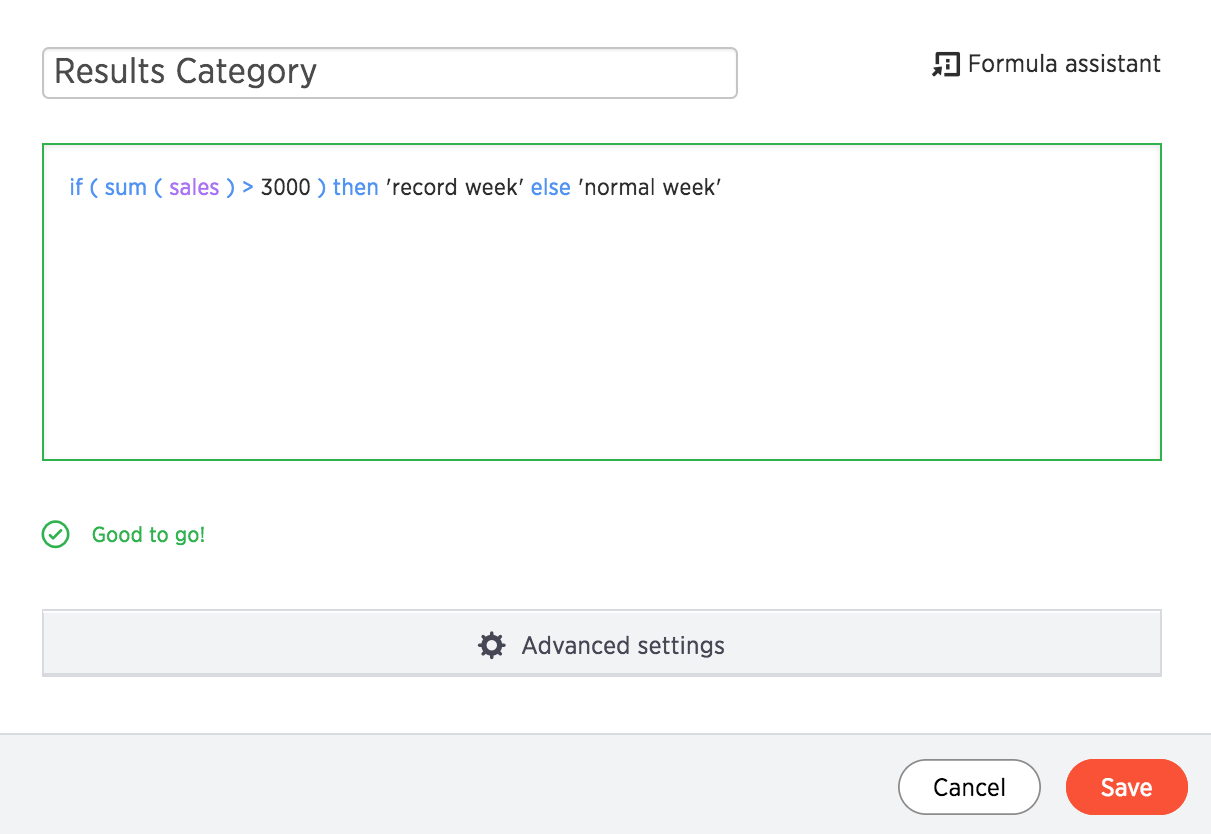 Results Category
Formula assistant
if ( sum ( sales ) > 3000 ) then 'record week' else 'normal week'
Good to go!
Advanced settings
Cancel
Save